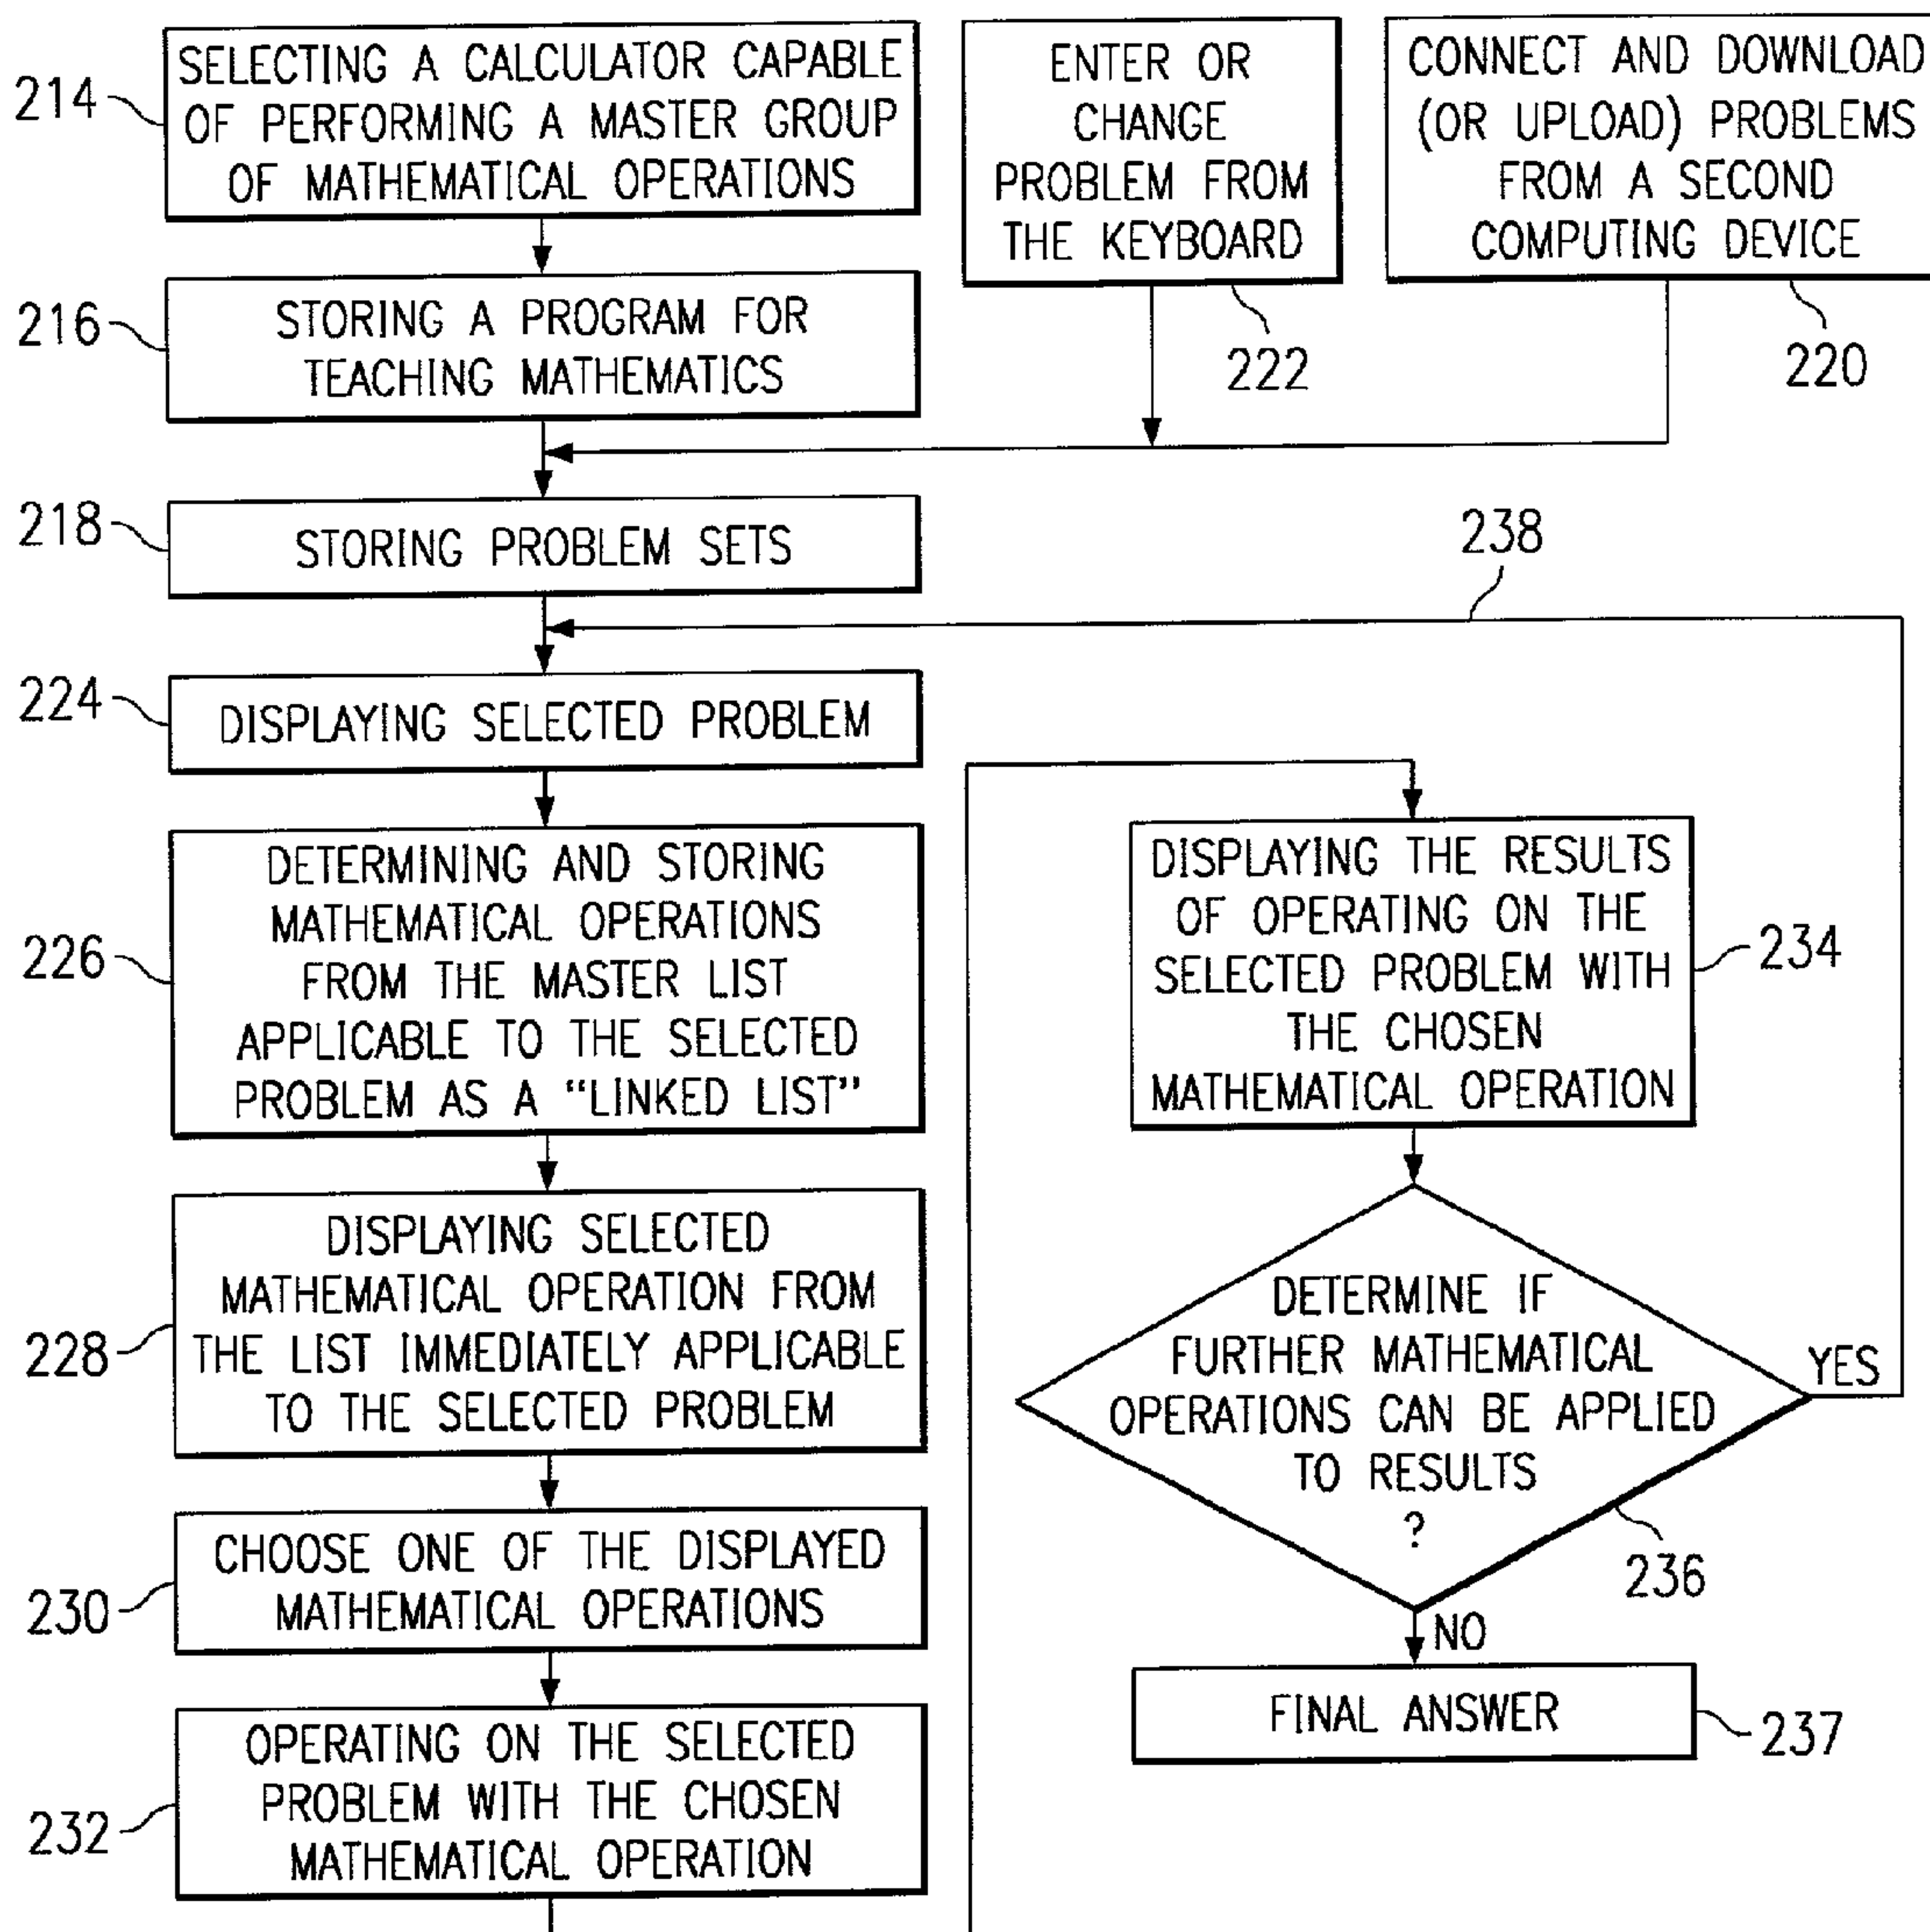 214
SELECTING A CALCULATOR CAPABLE
OF PERFORMING A MASTER GROUP
OF MATHEMATICAL OPERATIONS
ENTER OR
CHANGE
PROBLEM FROM
THE KEYBOARD
222
CONNECT AND DOWNLOAD
(OR UPLOAD) PROBLEMS
FROM A SECOND
COMPUTING DEVICE
220
216
STORING A PROGRAM FOR
TEACHING MATHEMATICS
218
STORING PROBLEM SETS
238
224
DISPLAYING SELECTED PROBLEM
226
DETERMINING AND STORING
MATHEMATICAL OPERATIONS
FROM THE MASTER LIST
APPLICABLE TO THE SELECTED
PROBLEM AS A “LINKED LIST”
228
DISPLAYING SELECTED
MATHEMATICAL OPERATION FROM
THE LIST IMMEDIATELY APPLICABLE
TO THE SELECTED PROBLEM
230
CHOOSE ONE OF THE DISPLAYED
MATHEMATICAL OPERATIONS
232
OPERATING ON THE SELECTED
PROBLEM WITH THE CHOSEN
MATHEMATICAL OPERATION
DISPLAYING THE RESULTS
OF OPERATING ON THE
SELECTED PROBLEM WITH
THE CHOSEN
MATHEMATICAL OPERATION
234
DETERMINE IF
FURTHER MATHEMATICAL
OPERATIONS CAN BE APPLIED
TO RESULTS
?
YES
236
NO
FINAL ANSWER
237